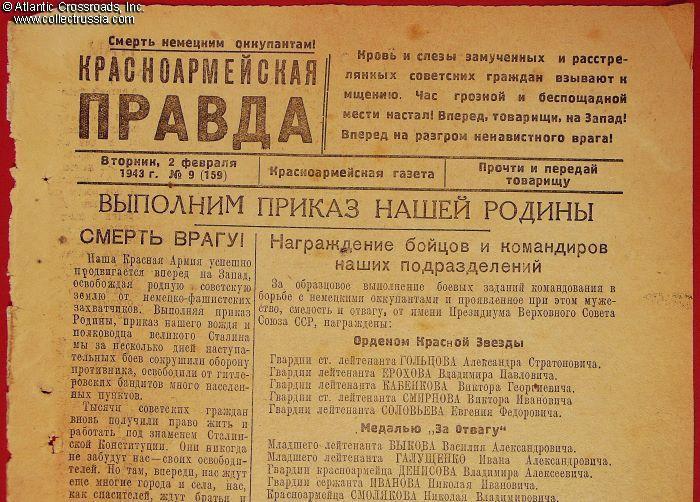 © Atlantic Crossroads, Inc.
www.collectrussia.com
Смерть немецким оккупантам!
КРАСНОАРМЕЙСКАЯ
ПРАВДА
Кровь и слезы замученных и расстре-
лянных советских граждан взывают к
мщению. Час грозной и беспощадной
мести настал! Вперед, товарищи, на Запад!
Вперед на разгром ненавистного врага!
Вторник, 2 февраля
1943 г. № 9 (159)
Красноармейская газета
Прочти и передай
товарищу
ВЫПОЛНИМ ПРИКАЗ НАШЕЙ РОДИНЫ
СМЕРТЬ ВРАГУ!
Наша Красная Армия успешно
продвигается вперед на Запад,
освобождая родную советскую
землю от немецко-фашистских
захватчиков. Выполняя приказ
Родины, приказ нашего вождя и
полководца великого Сталина
мы за несколько дней наступа-
тельных боев сокрушили оборону
противника, освободили от гитле-
ровских бандитов много населен-
ных пунктов.
Тысячи советских граждан
вновь получили право жить и
работать под знаменем Сталин-
ской Конституции. Они никогда
не забудут нас—своих освободи-
телей. Но там, впереди, нас ждут
еще многие города и села, нас,
как спасителей, ждут братья и
Награждение бойцов и командиров
наших подразделений
За образцовое выполнение боевых заданий командования в
борьбе с немецкими оккупантами и проявленное при этом муже-
ство, смелость и отвагу, от имени Президиума Верховного Совета
Союза ССР, награждены:
Орденом Красной Звезды
Гвардии ст. лейтенанта ГОЛЬЦОВА Александра Стратоновича.
Гвардии лейтенанта ЕРОХОВА Владимира Павловича.
Гвардии лейтенанта КАБЕНКОВА Виктора Георгиевича.
Гвардии ст. лейтенанта СМИРНОВА Виктора Ивановича
Гвардии лейтенанта СОЛОВЬЕВА Евгения Федоровича.
Медалью „За Отвагу"
Младшего лейтенанта БЫКОВА Василия Александровича.
Младшего лейтенанта ГАЛУЩЕНКО Ивана Александровича.
Гвардии красноармейца ДЕНИСОВА Владимира Алексеевича.
Гвардии сержанта ИВАНОВА Николая Ивановича.
Красноармейца СМОЛЯКОВА Николая Владимировича.